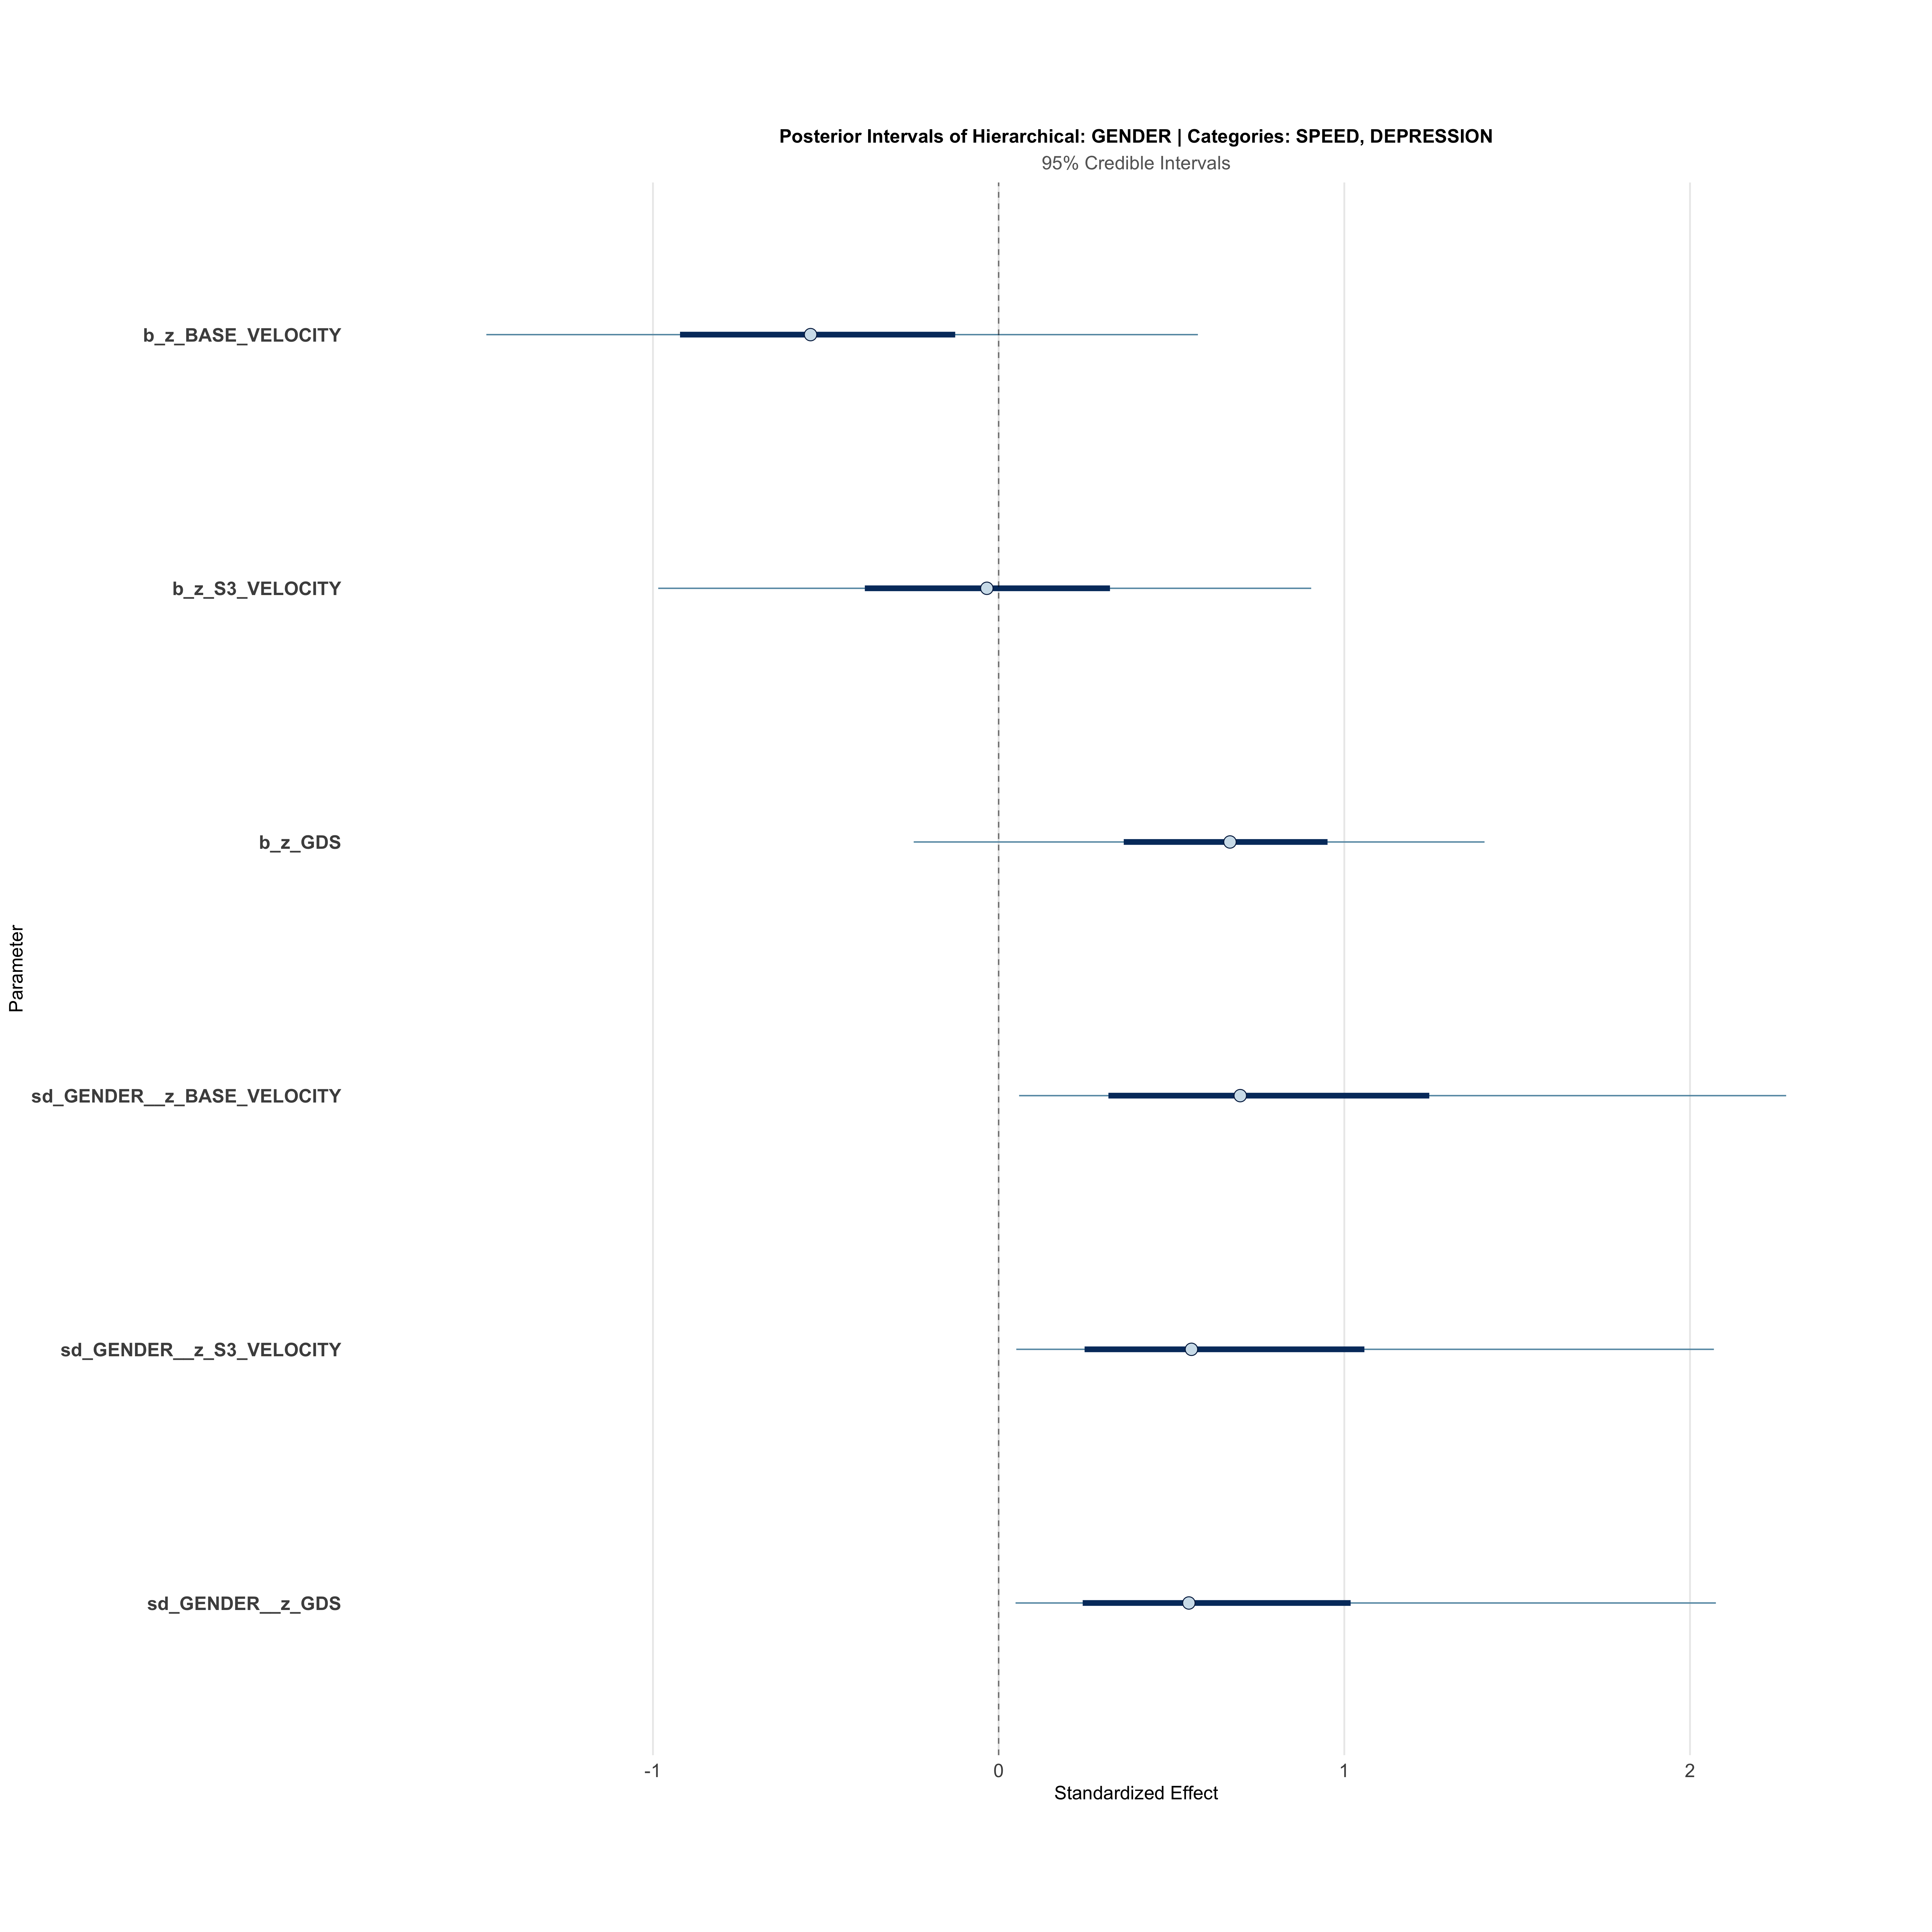 Posterior Intervals of Hierarchical: GENDER | Categories: SPEED, DEPRESSION
95% Credible Intervals
b_z_BASE_VELOCITY
b_z_S3_VELOCITY
b_z_GDS
Parameter
sd_GENDER__z_BASE_VELOCITY
sd_GENDER__z_S3_VELOCITY
sd_GENDER__z_GDS
-1 0 1 2
Standardized Effect